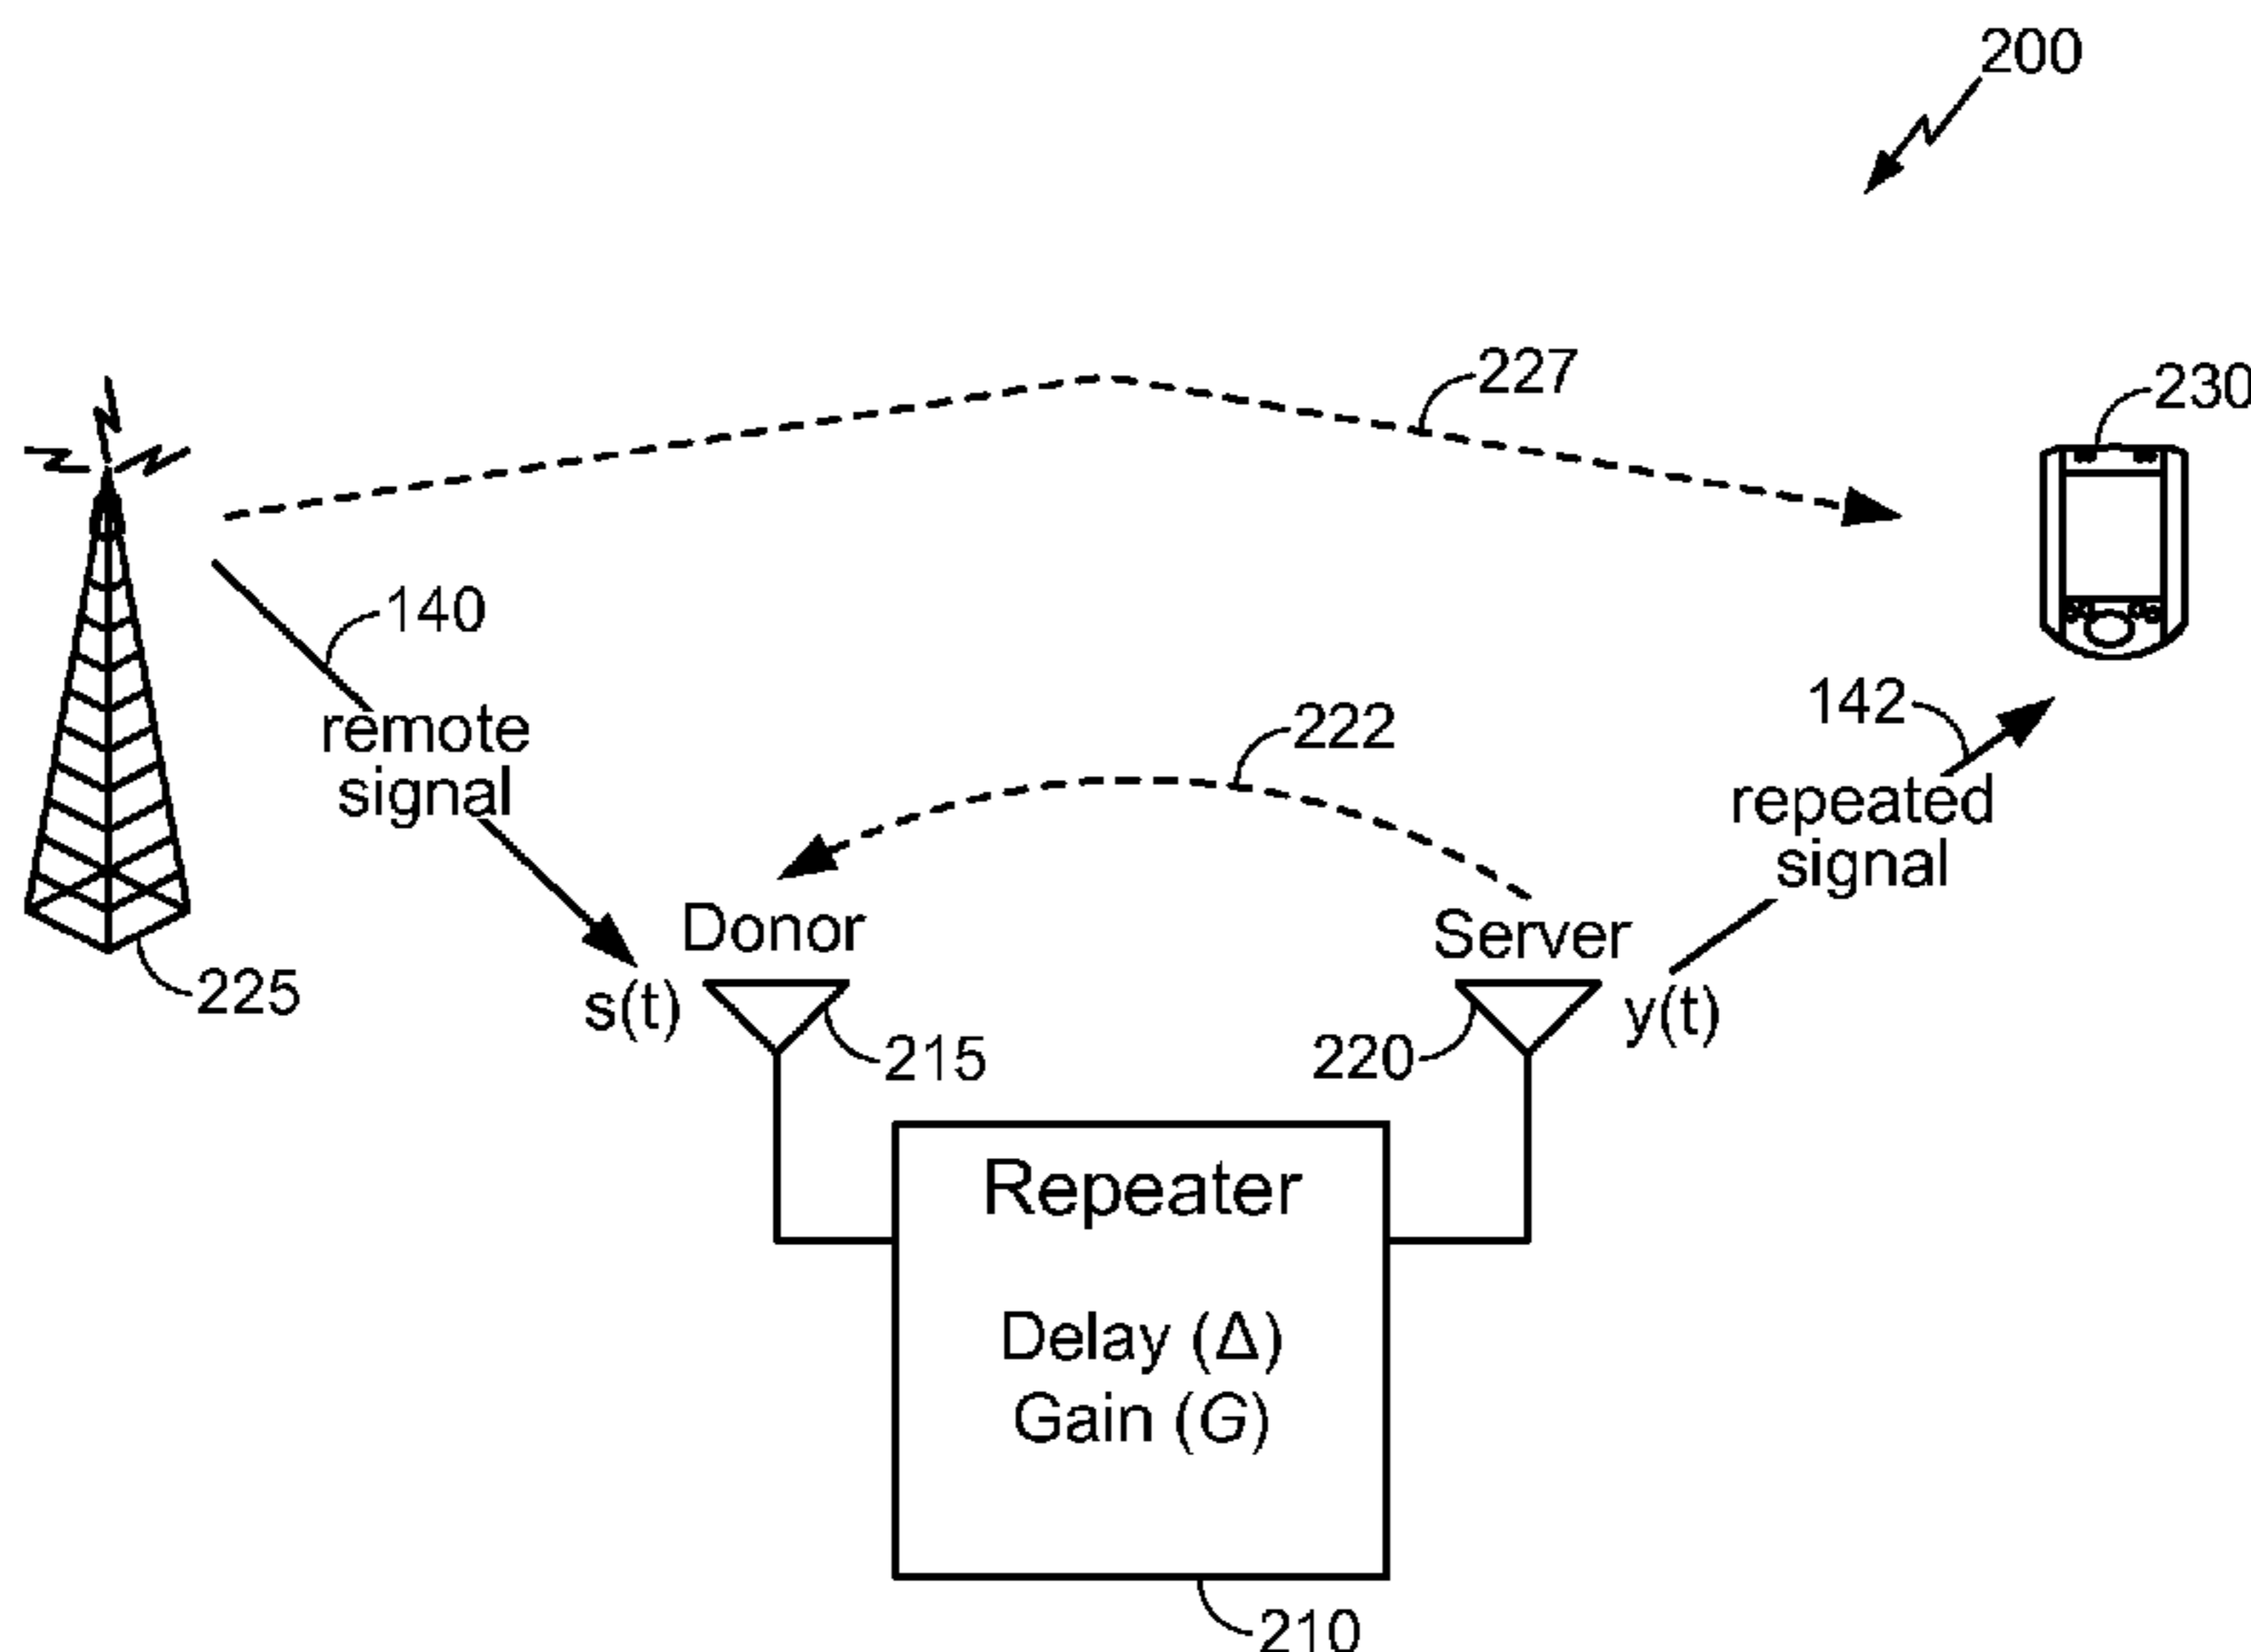 200
227
230
140
remote
signal
222
142
repeated
signal
Donor
Server
225
s(t)
y(t)
215
220
Repeater
Delay (Δ)
Gain (G)
210